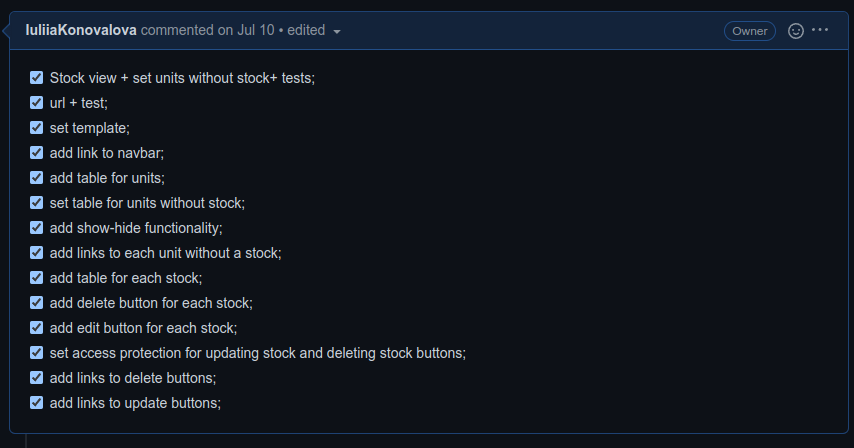 IuliiaKonovalova commented on Jul 10 • edited Owner
Stock view + set units without stock+ tests;
url + test;
set template;
add link to navbar;
add table for units;
set table for units without stock;
add show-hide functionality;
add links to each unit without a stock;
add table for each stock;
add delete button for each stock;
add edit button for each stock;
set access protection for updating stock and deleting stock buttons;
add links to delete buttons;
add links to update buttons;